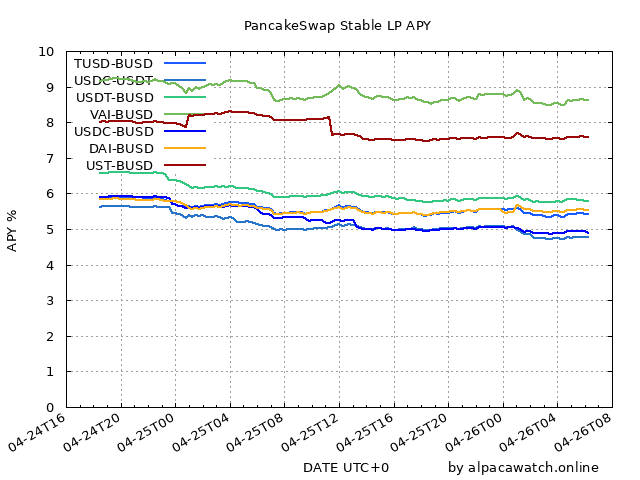 PancakeSwap Stable LP APY
TUSD-BUSD
USDC-USDT
USDT-BUSD
VAI-BUSD
USDC-BUSD
DAI-BUSD
UST-BUSD
10
9
8
7
6
5
4
3
2
1
0
APY %
04-24T16
04-24T20
04-25T00
04-25T04
04-25T08
04-25T12
04-25T16
04-25T20
04-26T00
04-26T04
04-26T08
DATE UTC+0
by alpacawatch.online